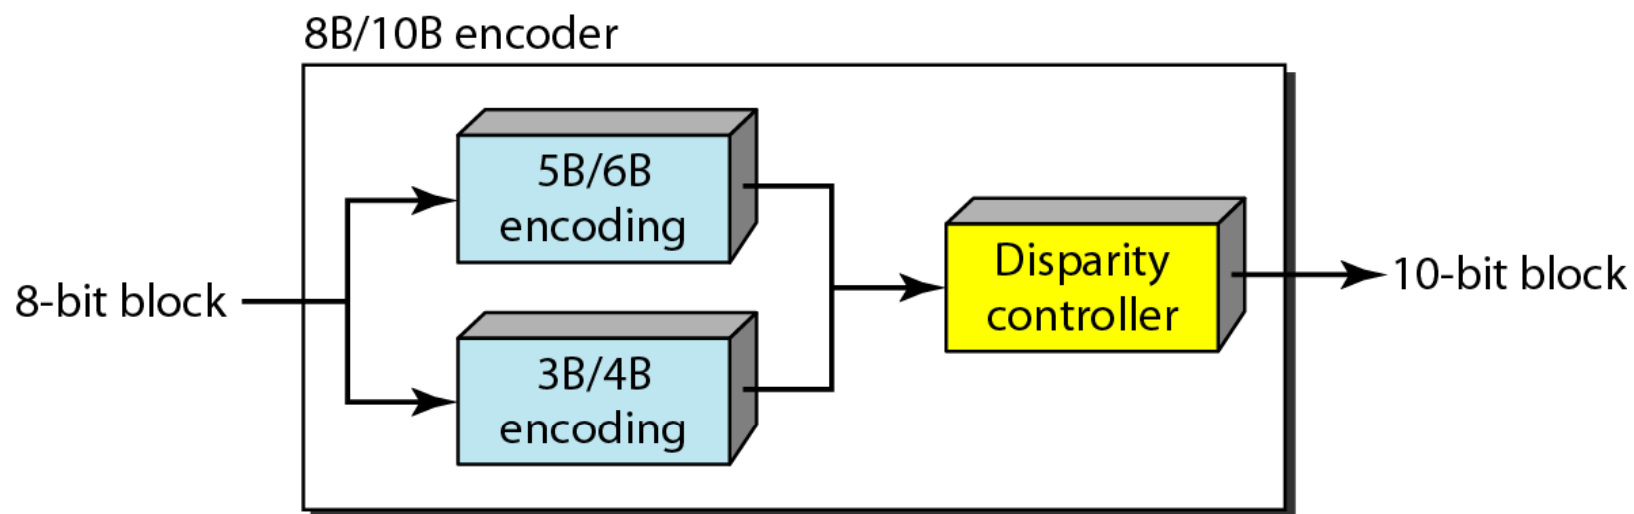 8B/10B encoder
5B/6B
encoding
8-bit block
3B/4B
encoding
Disparity
controller
10-bit block